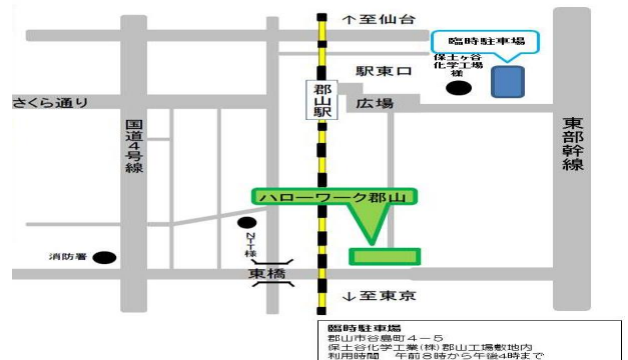 ↑至仙台
臨時駐車場
保土ヶ谷
化学工場
様
駅東口
郡山駅
広場
さくら通り
国道4号線
東部幹線
ハローワーク郡山
NTT様
消防署
東橋
↓至東京
臨時駐車場
郡山市谷島町4-5
保土谷化学工業(株)郡山工場敷地内
利用時間 午前8時から午後4時まで